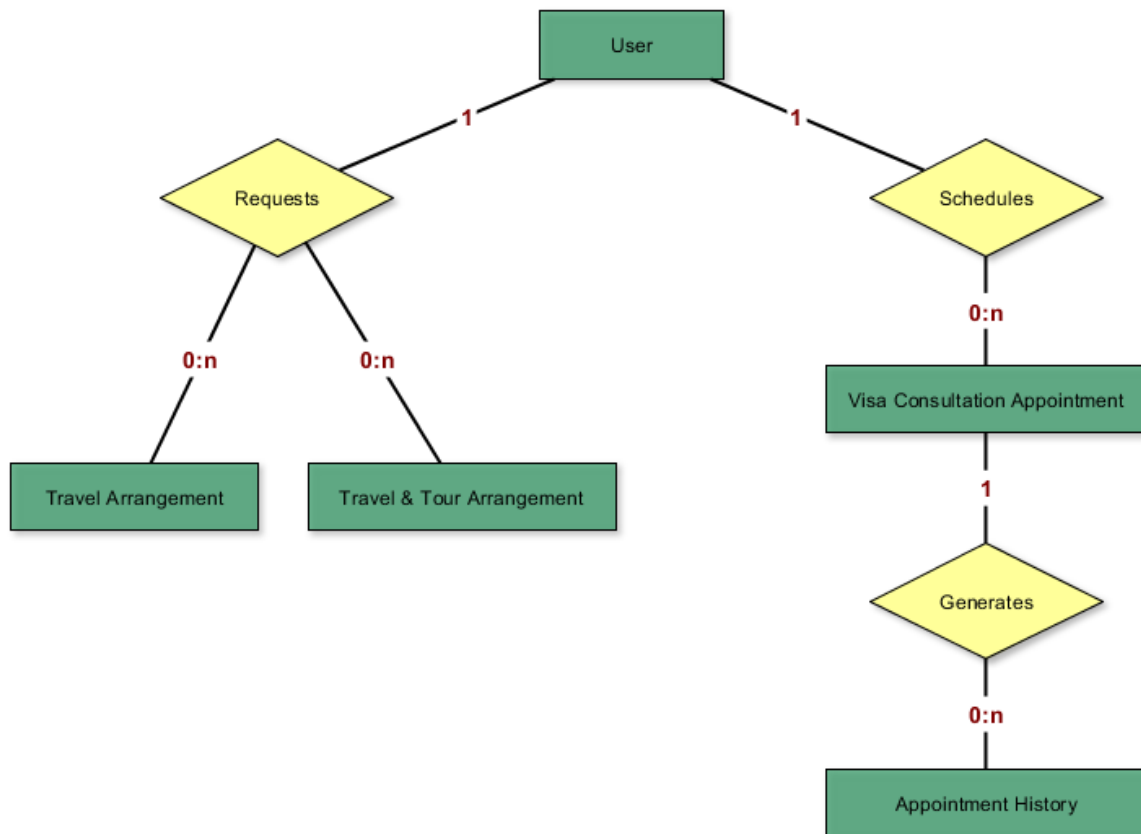 User
1
1
Requests
Schedules
0:n
0:n
0:n
Visa Consultation Appointment
Travel Arrangement
Travel & Tour Arrangement
1
Generates
0:n
Appointment History